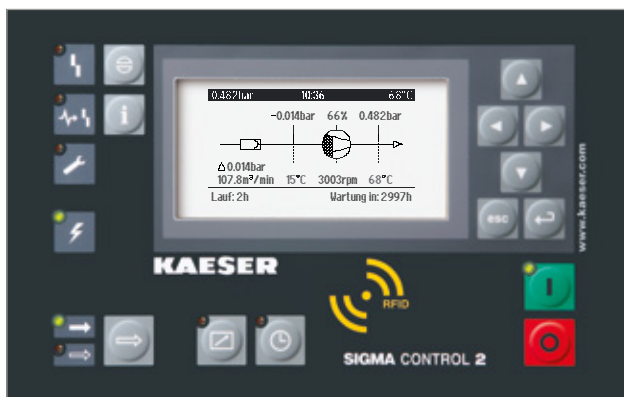 0.482bar 10:36 68°C
-0.014bar 66% 0.482bar
△0.014bar
107.8m³/min 15°C 3003rpm 68°C
Lauf: 2h Wartung in: 2997h
i
esc
www.kaeser.com
KAESER
RFID
I
O
SIGMA CONTROL 2